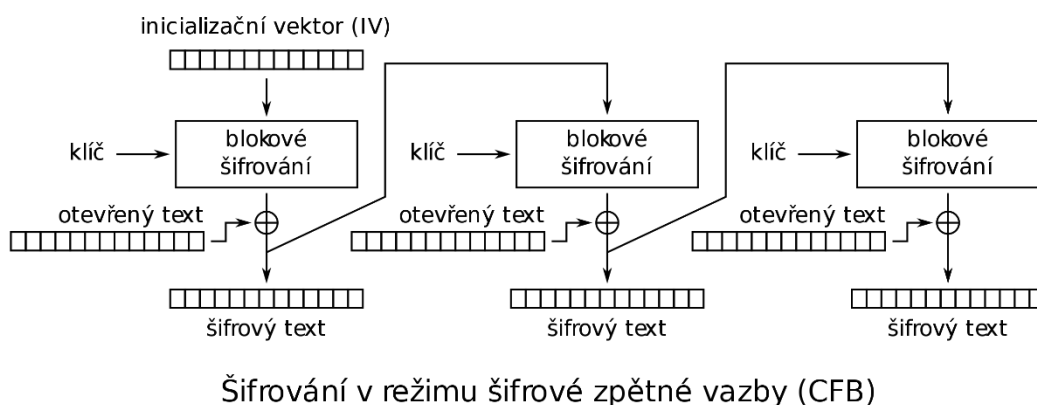 inicializační vektor (IV)
klíč
blokové
šifrování
klíč
blokové
šifrování
klíč
blokové
šifrování
otevřený text
otevřený text
otevřený text
šifrový text
šifrový text
šifrový text
Šifrování v režimu šifrové zpětné vazby (CFB)